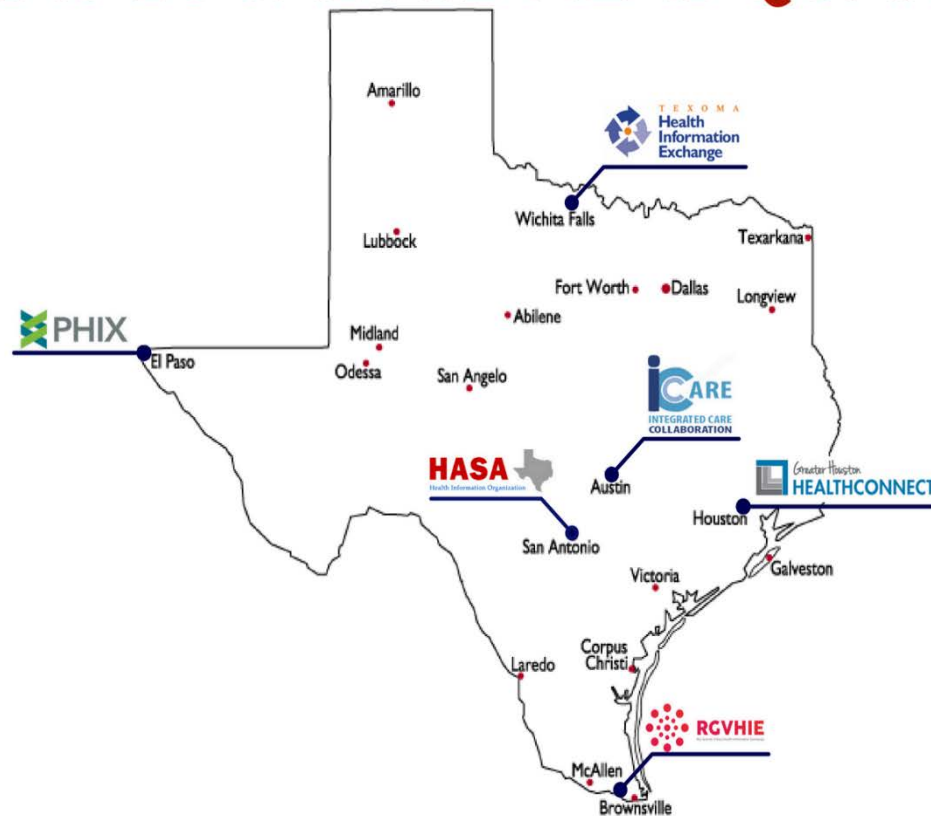 Amarillo
TEXOMA
Health
Information
Exchange
Wichita Falls
Lubbock
Texarkana
Fort Worth
Dallas
Longview
Abilene
PHIX
El Paso
Midland
Odessa
San Angelo
iCARE
INTEGRATED CARE
COLLABORATION
HASA
Health Information Organization
Austin
Greater Houston
HEALTHCONNECT
Houston
San Antonio
Galveston
Victoria
Corpus
Christi
Laredo
RGVHIE
McAllen
Brownsville